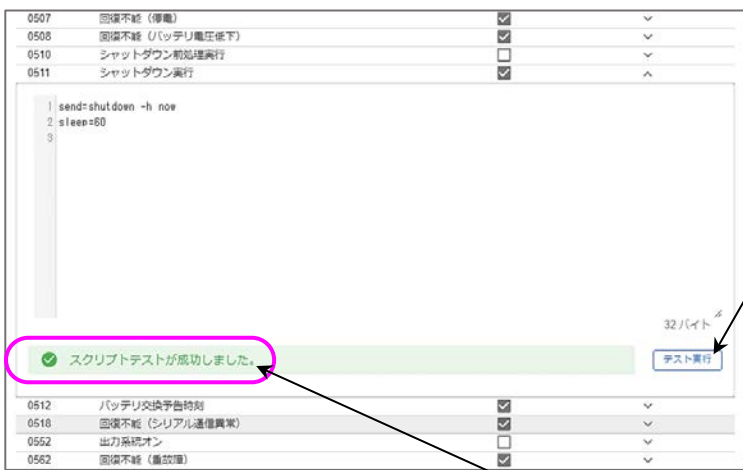 0507 回復不能（停電）
0508 回復不能（バッテリ電圧低下）
0510 シャットダウン前処理実行
0511 シャットダウン実行
1 send=shutdown -h now
2 sleep=60
3
32 バイト
スクリプトテストが成功しました。 テスト実行
0512 バッテリ交換予告時刻
0518 回復不能（シリアル通信異常）
0552 出力系統オン
0562 回復不能（重故障）